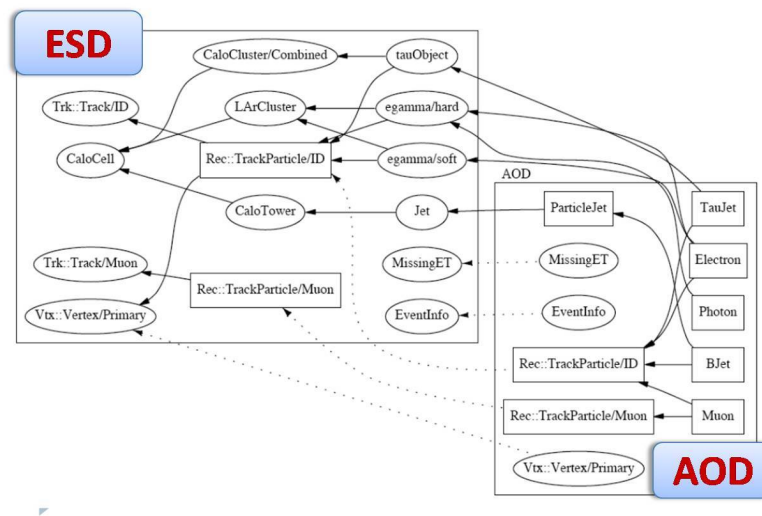 ESD
CaloCluster/Combined
tauObject
Trk::Track/ID
LArCluster
egamma/hard
CaloCell
Rec::TrackParticle/ID
egamma/soft
AOD
CaloTower
Jet
ParticleJet
TauJet
Trk::Track/Muon
MissingET
MissingET
Electron
Rec::TrackParticle/Muon
Vtx::Vertex/Primary
EventInfo
EventInfo
Photon
Rec::TrackParticle/ID
BJet
Rec::TrackParticle/Muon
Muon
Vtx::Vertex/Primary
AOD